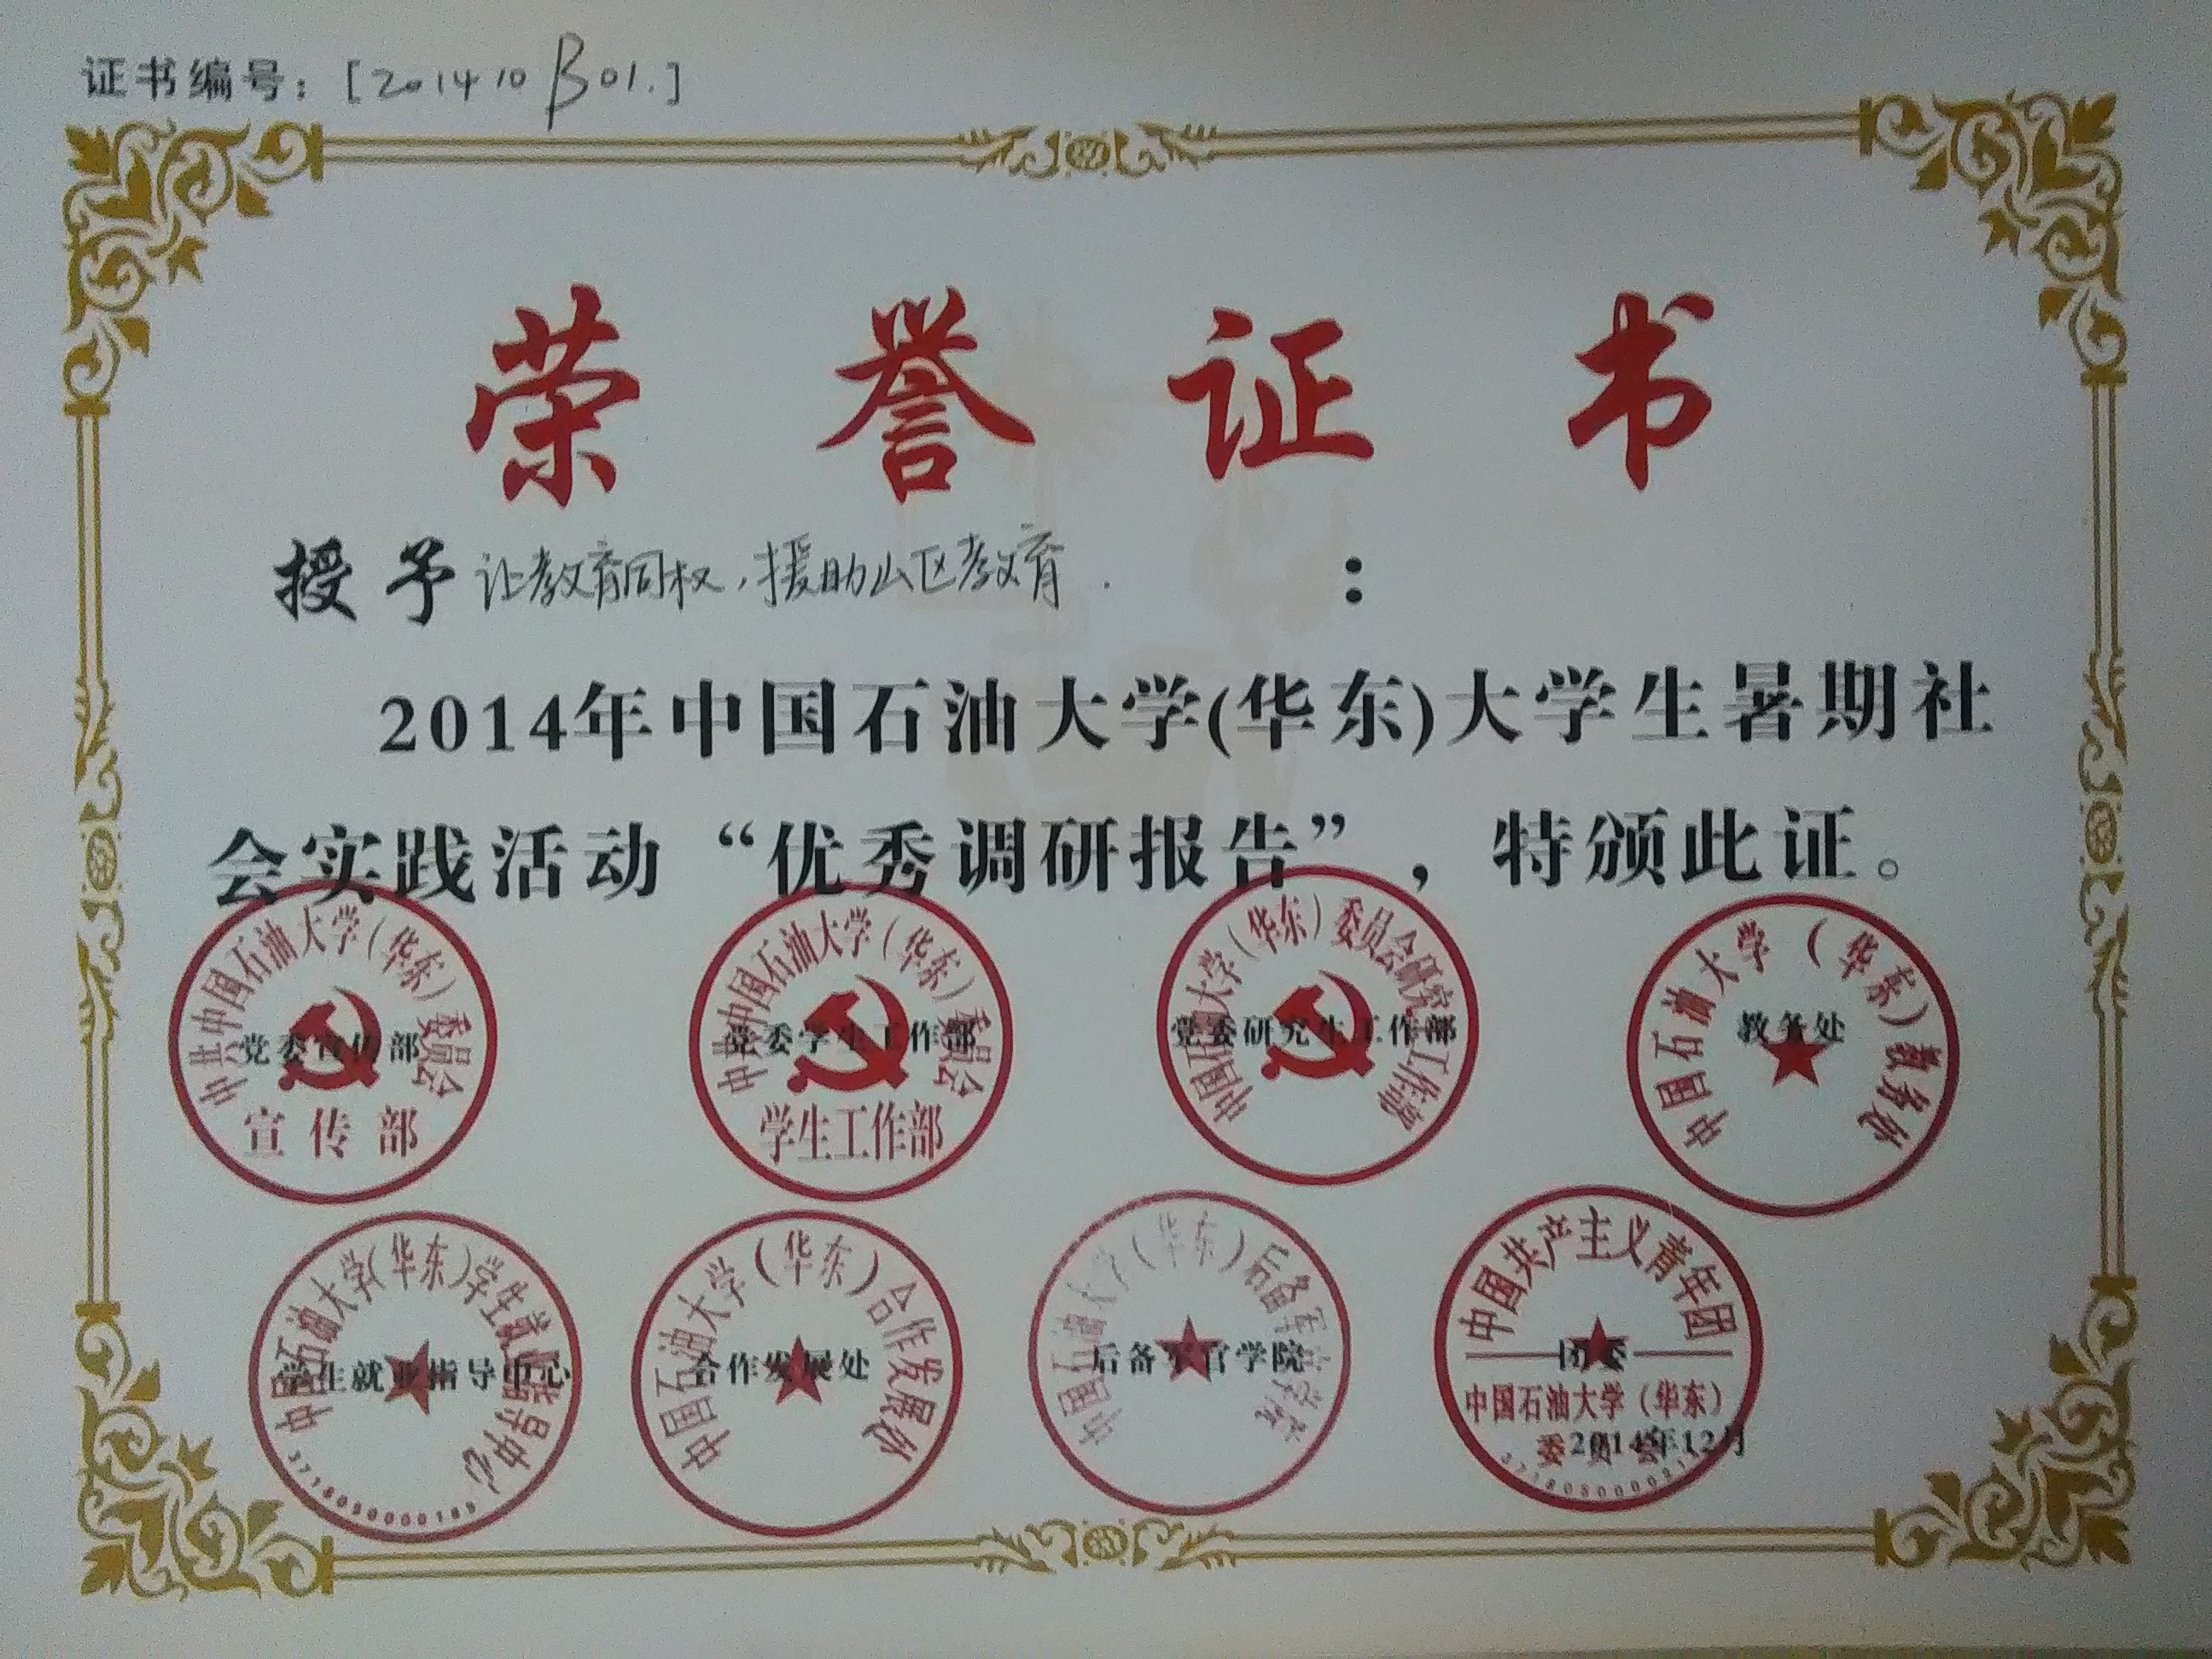 证书编号：[201410B01.]
荣誉证书
授予 让教育同权，援助山区教育.：
2014年中国石油大学(华东)大学生暑期社
会实践活动“优秀调研报告”，特颁此证。
中共中国石油大学（华东）委员会
党委宣传部
宣传部
中共中国石油大学（华东）委员会
党委学生工作部
学生工作部
中国石油大学（华东）委员会研究生工作部
党委研究生工作部
中国石油大学（华东）教务处
教务处
中国石油大学（华东）学生就业指导中心
学生就业指导中心
中国石油大学（华东）合作发展处
合作发展处
中国石油大学（华东）后备军官学院
后备军官学院
中国共产主义青年团
团委
中国石油大学（华东）
委员会
2014年12月